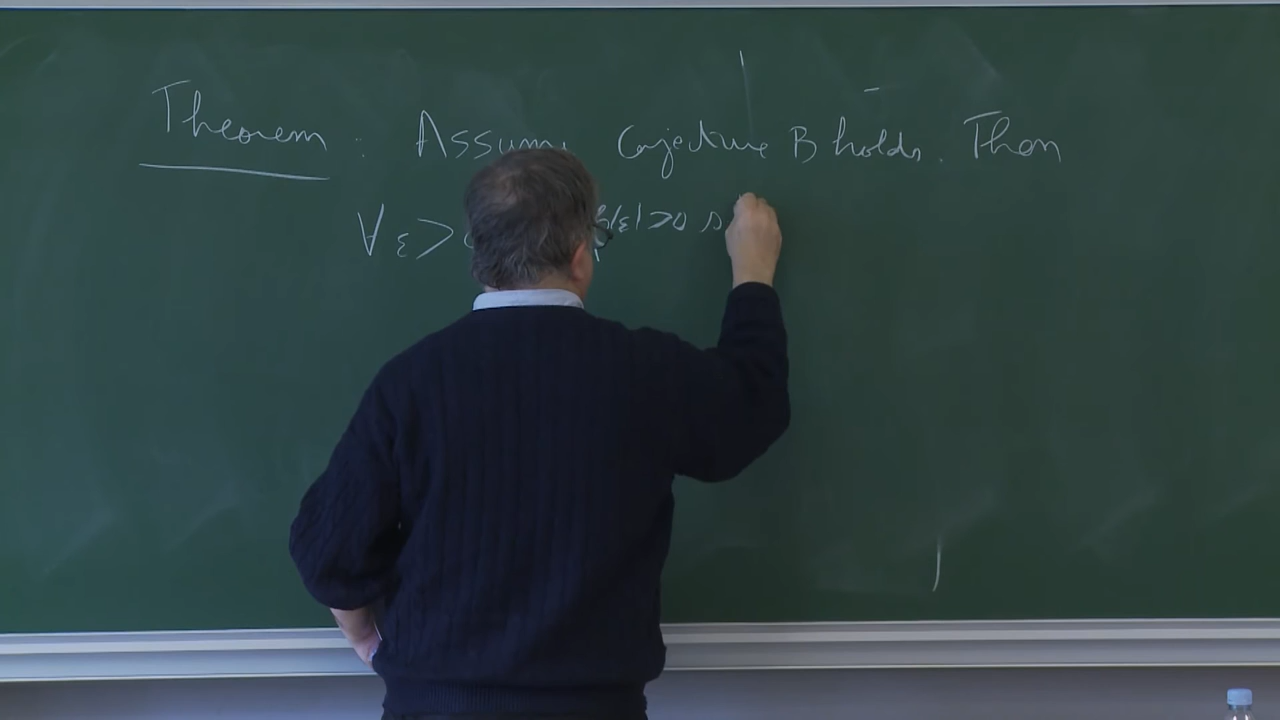 Theorem : Assume Conjecture B holds. Then
∀ ε > (ε) > 0 s